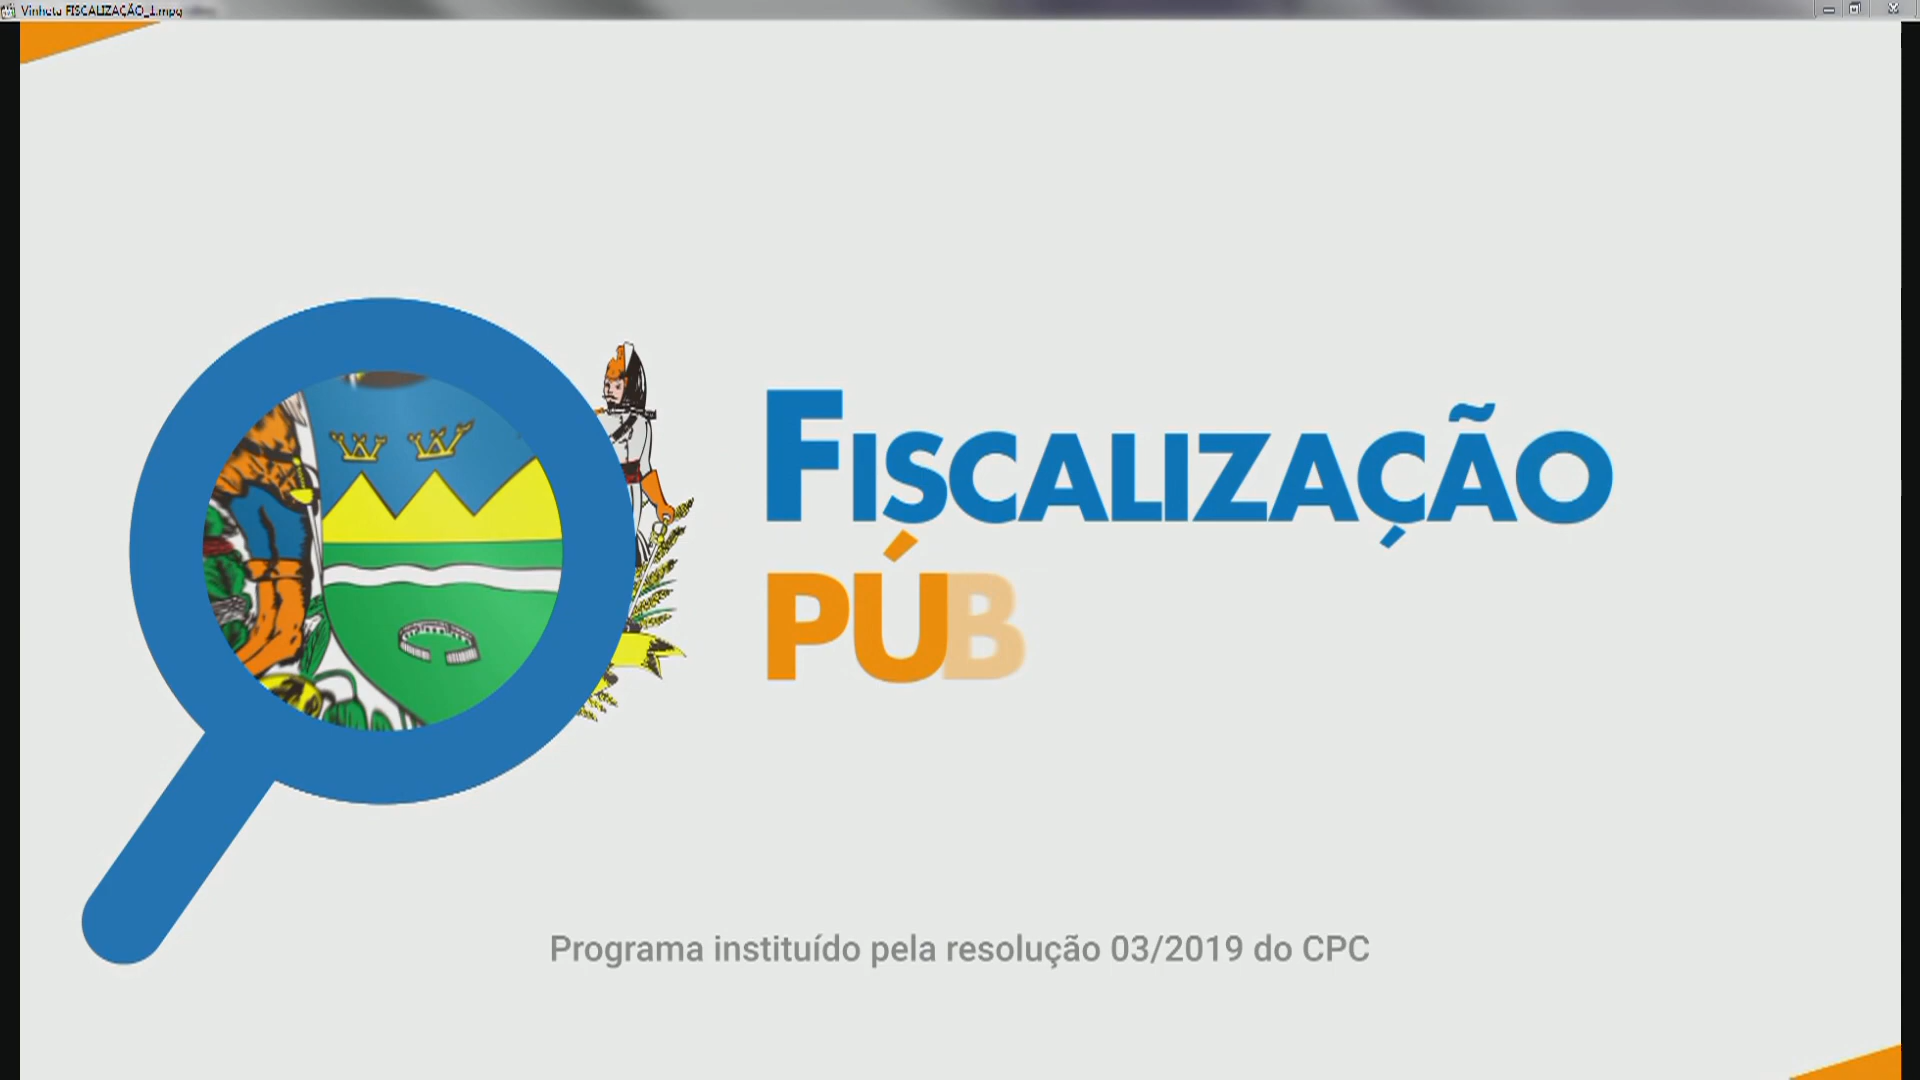 Vinheta FISCALIZAÇÃO_1.mpg
FISCALIZAÇÃO
PÚB
Programa instituído pela resolução 03/2019 do CPC